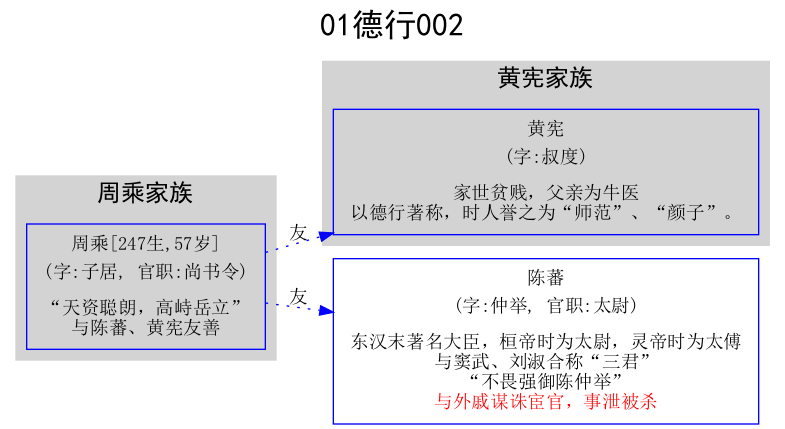 01德行002
黄宪家族
黄宪
(字:叔度)
家世贫贱，父亲为牛医
以德行著称，时人誉之为“师范”、“颜子”。
周乘家族
周乘[247生,57岁]
(字:子居, 官职:尚书令)
“天资聪朗，高峙岳立”
与陈蕃、黄宪友善
友
友
陈蕃
(字:仲举, 官职:太尉)
东汉末著名大臣，桓帝时为太尉，灵帝时为太傅
与窦武、刘淑合称“三君”
“不畏强御陈仲举”
与外戚谋诛宦官，事泄被杀